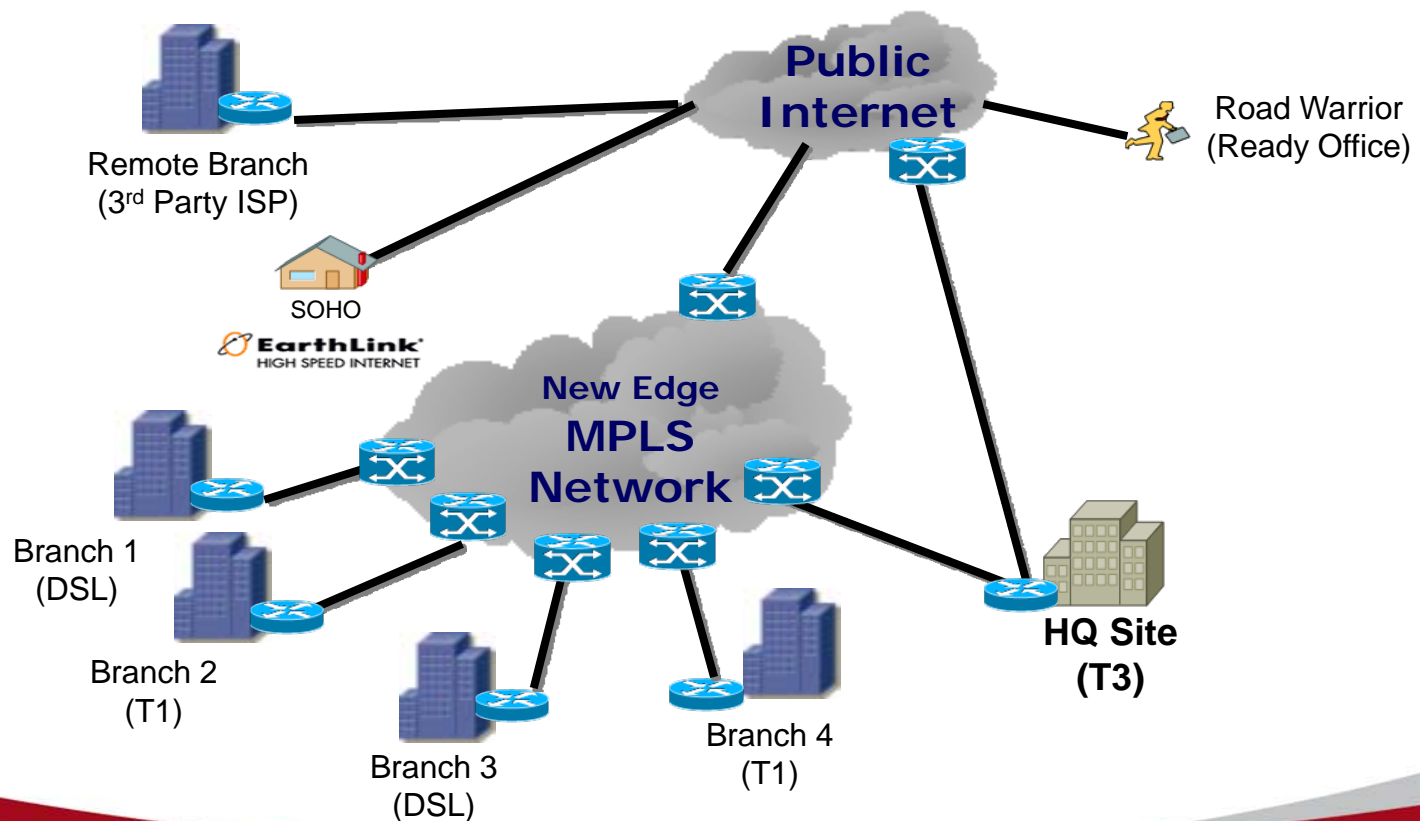 Public
Internet
Road Warrior
(Ready Office)
Remote Branch
(3rd Party ISP)
SOHO
EarthLink®
HIGH SPEED INTERNET
New Edge
MPLS
Network
Branch 1
(DSL)
Branch 2
(T1)
Branch 3
(DSL)
Branch 4
(T1)
HQ Site
(T3)